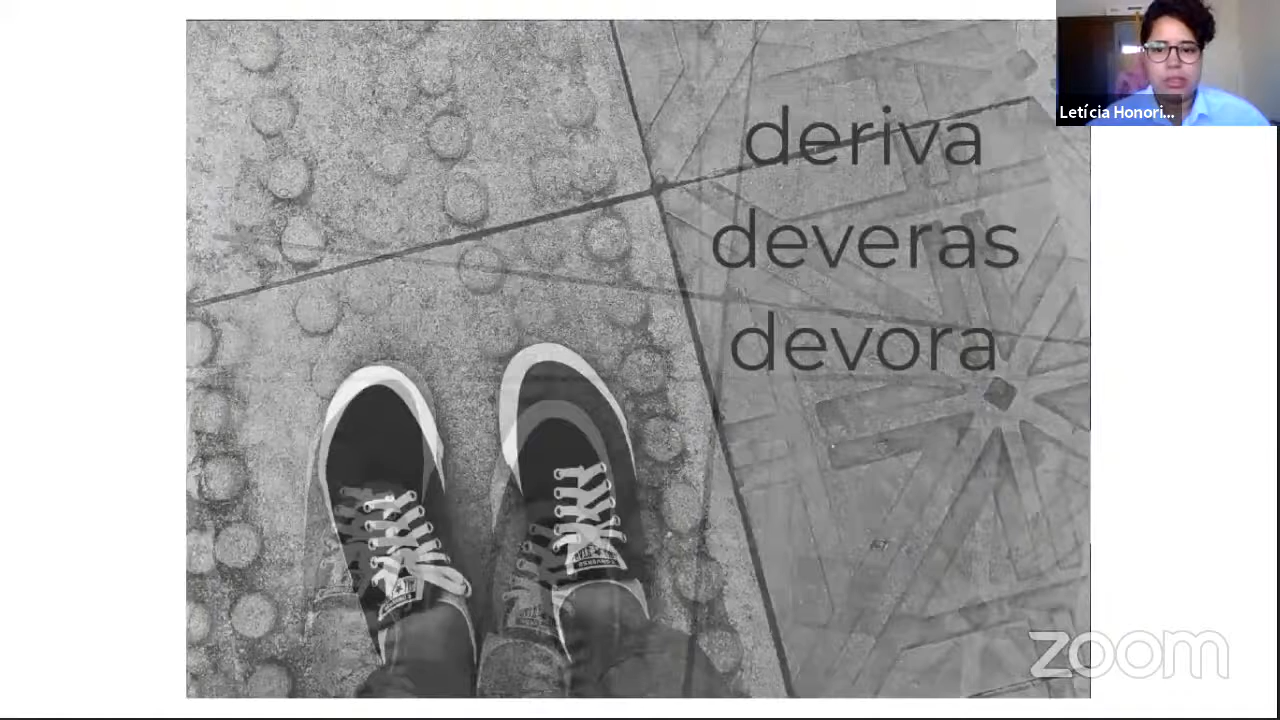 Letícia Honori...
deriva
deveras
devora
zoom